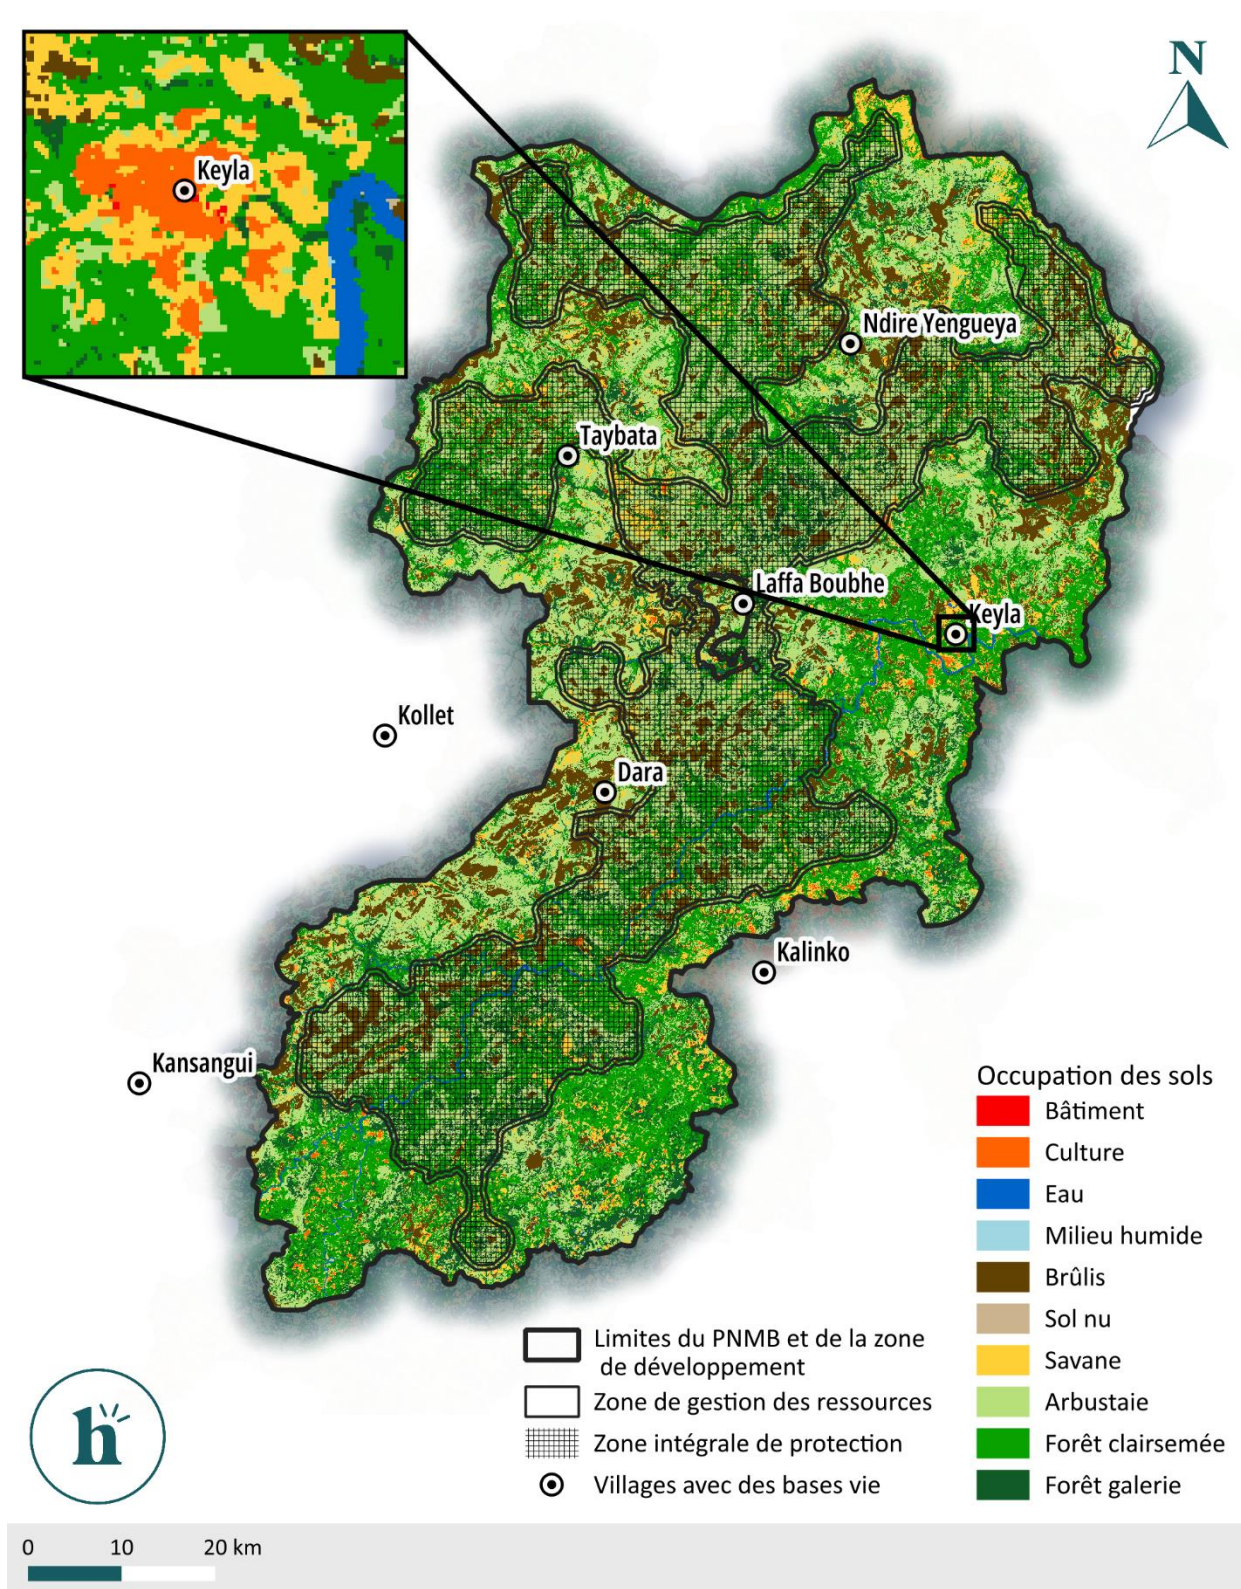 N
Keyla
Ndire Yengueya
Taybata
Laffa Boubhe
Keyla
Kollet
Dara
Kalinko
Kansangui
Occupation des sols
Bâtiment
Culture
Eau
Milieu humide
Brûlis
Sol nu
Savane
Arbustaie
Forêt clairsemée
Forêt galerie
Limites du PNMB et de la zone
de développement
Zone de gestion des ressources
Zone intégrale de protection
Villages avec des bases vie
h
0 10 20 km